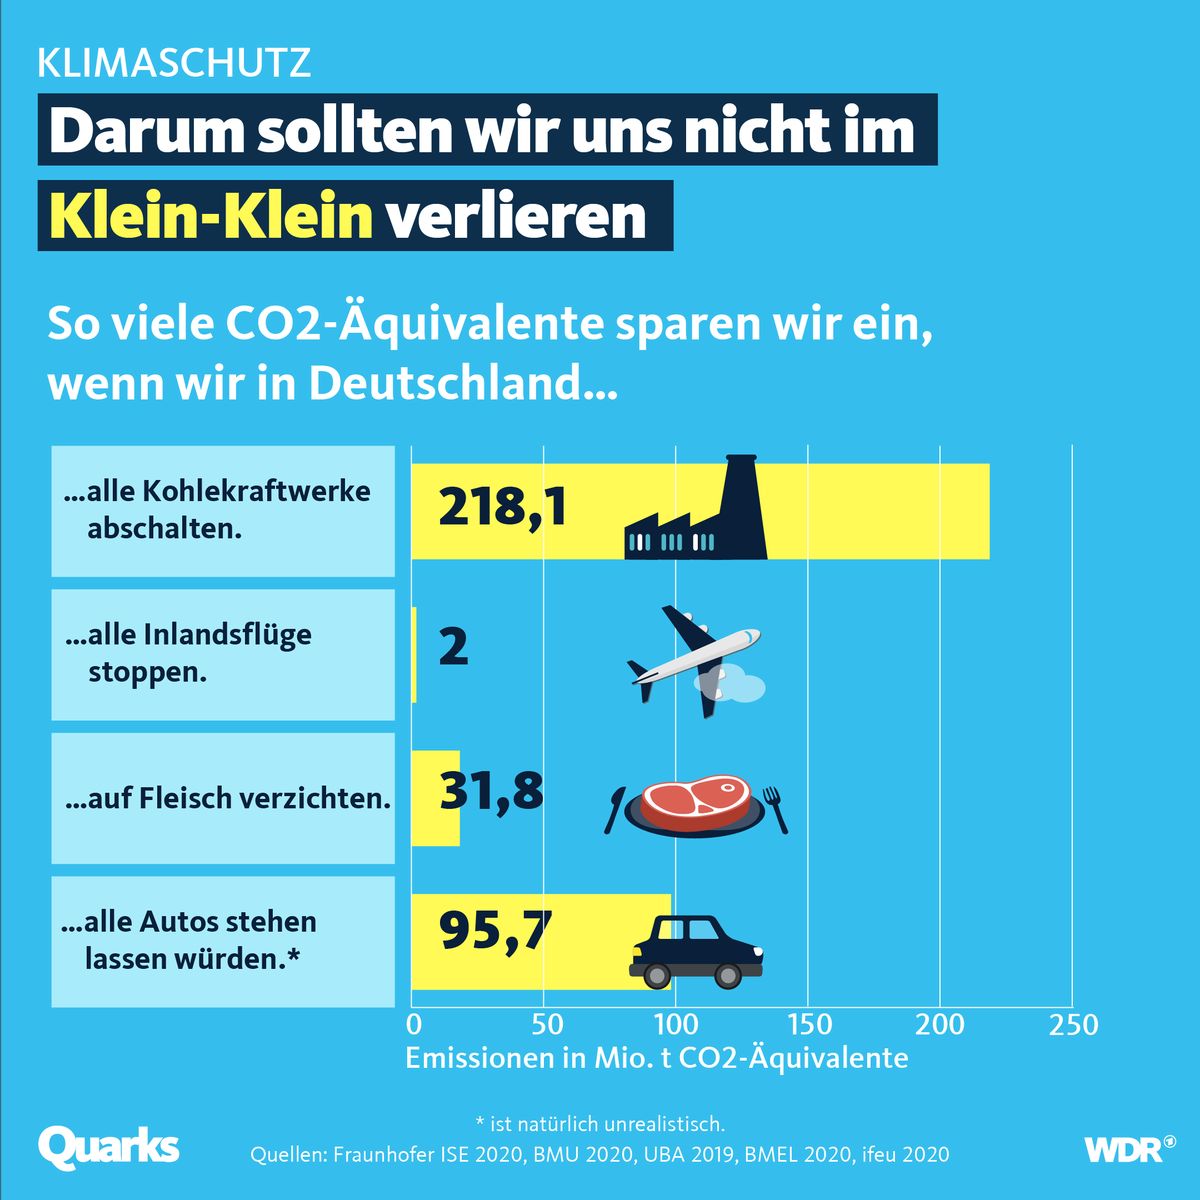 KLIMASCHUTZ
Darum sollten wir uns nicht im
Klein-Klein verlieren
So viele CO2-Äquivalente sparen wir ein,
wenn wir in Deutschland...
...alle Kohlekraftwerke
abschalten.
218,1
...alle Inlandsflüge
stoppen.
2
...auf Fleisch verzichten.
31,8
...alle Autos stehen
lassen würden.*
95,7
0 50 100 150 200 250
Emissionen in Mio. t CO2-Äquivalente
* ist natürlich unrealistisch.
Quellen: Fraunhofer ISE 2020, BMU 2020, UBA 2019, BMEL 2020, ifeu 2020
Quarks
WDR